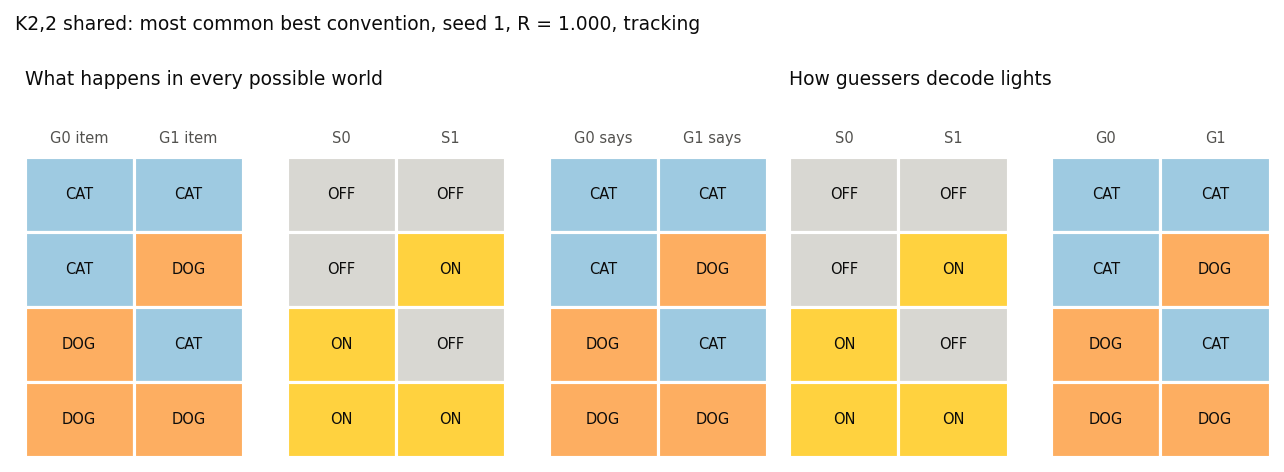 K2,2 shared: most common best convention, seed 1, R = 1.000, tracking
What happens in every possible world How guessers decode lights
G0 item G1 item S0 S1 G0 says G1 says S0 S1 G0 G1
CAT CAT OFF OFF CAT CAT OFF OFF CAT CAT
CAT DOG OFF ON CAT DOG OFF ON CAT DOG
DOG CAT ON OFF DOG CAT ON OFF DOG CAT
DOG DOG ON ON DOG DOG ON ON DOG DOG